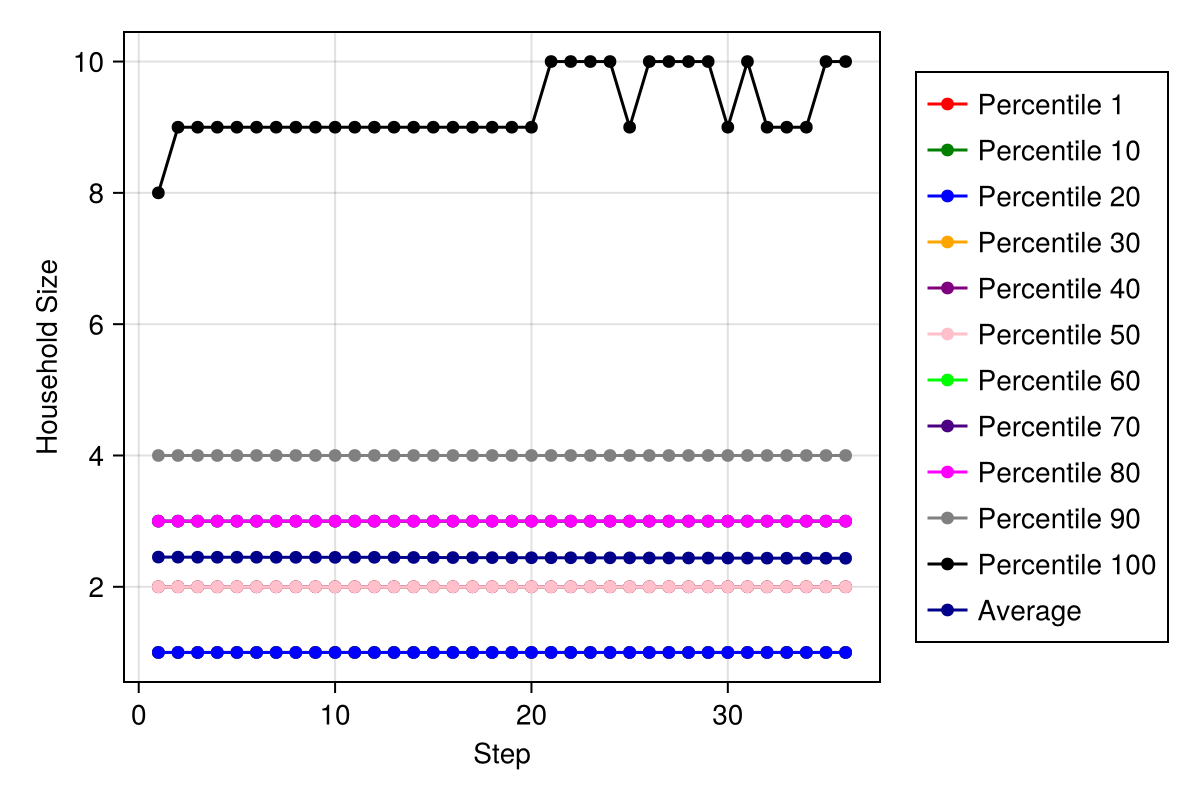 10
8
6
4
2
Household Size
0 10 20 30
Step
Percentile 1
Percentile 10
Percentile 20
Percentile 30
Percentile 40
Percentile 50
Percentile 60
Percentile 70
Percentile 80
Percentile 90
Percentile 100
Average